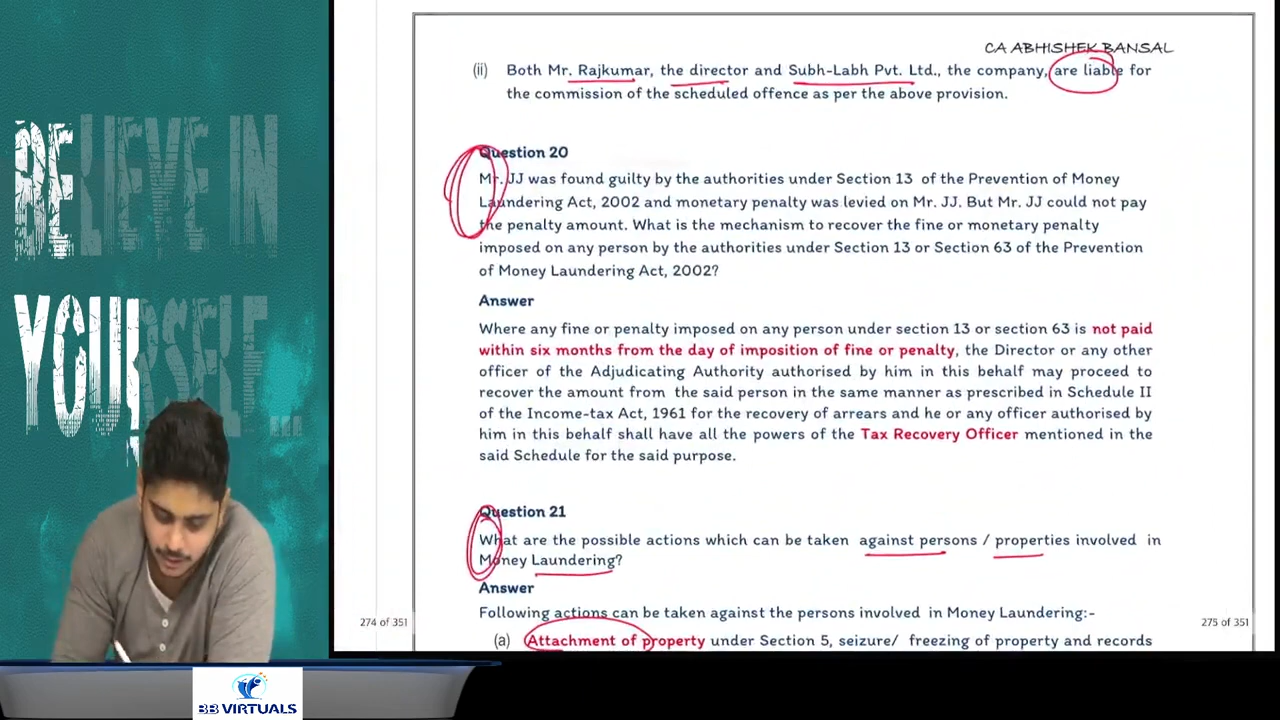 BELIEVE IN
YOURSELF...
CA ABHISHEK BANSAL
(ii) Both Mr. Rajkumar, the director and Subh-Labh Pvt. Ltd., the company, are liable for
the commission of the scheduled offence as per the above provision.
Question 20
Mr. JJ was found guilty by the authorities under Section 13 of the Prevention of Money
Laundering Act, 2002 and monetary penalty was levied on Mr. JJ. But Mr. JJ could not pay
the penalty amount. What is the mechanism to recover the fine or monetary penalty
imposed on any person by the authorities under Section 13 or Section 63 of the Prevention
of Money Laundering Act, 2002?
Answer
Where any fine or penalty imposed on any person under section 13 or section 63 is not paid
within six months from the day of imposition of fine or penalty, the Director or any other
officer of the Adjudicating Authority authorised by him in this behalf may proceed to
recover the amount from the said person in the same manner as prescribed in Schedule II
of the Income-tax Act, 1961 for the recovery of arrears and he or any officer authorised by
him in this behalf shall have all the powers of the Tax Recovery Officer mentioned in the
said Schedule for the said purpose.
Question 21
What are the possible actions which can be taken against persons / properties involved in
Money Laundering?
Answer
Following actions can be taken against the persons involved in Money Laundering:-
274 of 351
275 of 351
(a) Attachment of property under Section 5, seizure/ freezing of property and records
BB VIRTUALS